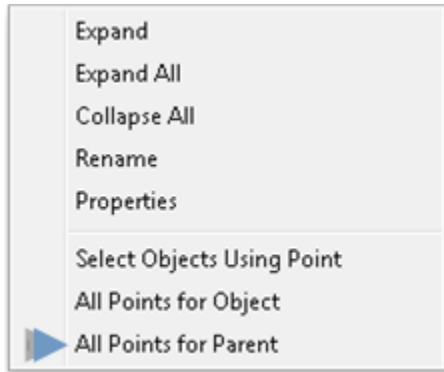 Expand
Expand All
Collapse All
Rename
Properties
Select Objects Using Point
All Points for Object
All Points for Parent